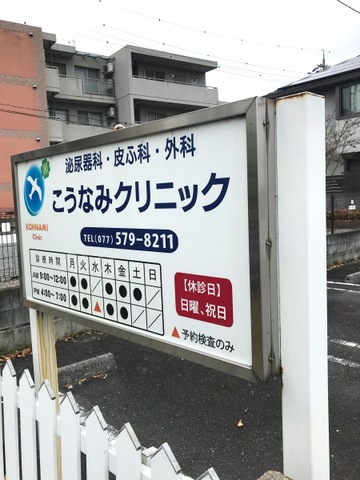 泌尿器科・皮ふ科・外科
こうなみクリニック
KOHNAMI
Clinic
TEL(077)579-8211
診療時間 月 火 水 木 金 土 日
AM 9:00〜12:00 ● ● ● ● ● ● ／
PM 4:00〜7:00 ● ● ▲ ● ● ／ ／
【休診日】
日曜、祝日
▲予約検査のみ